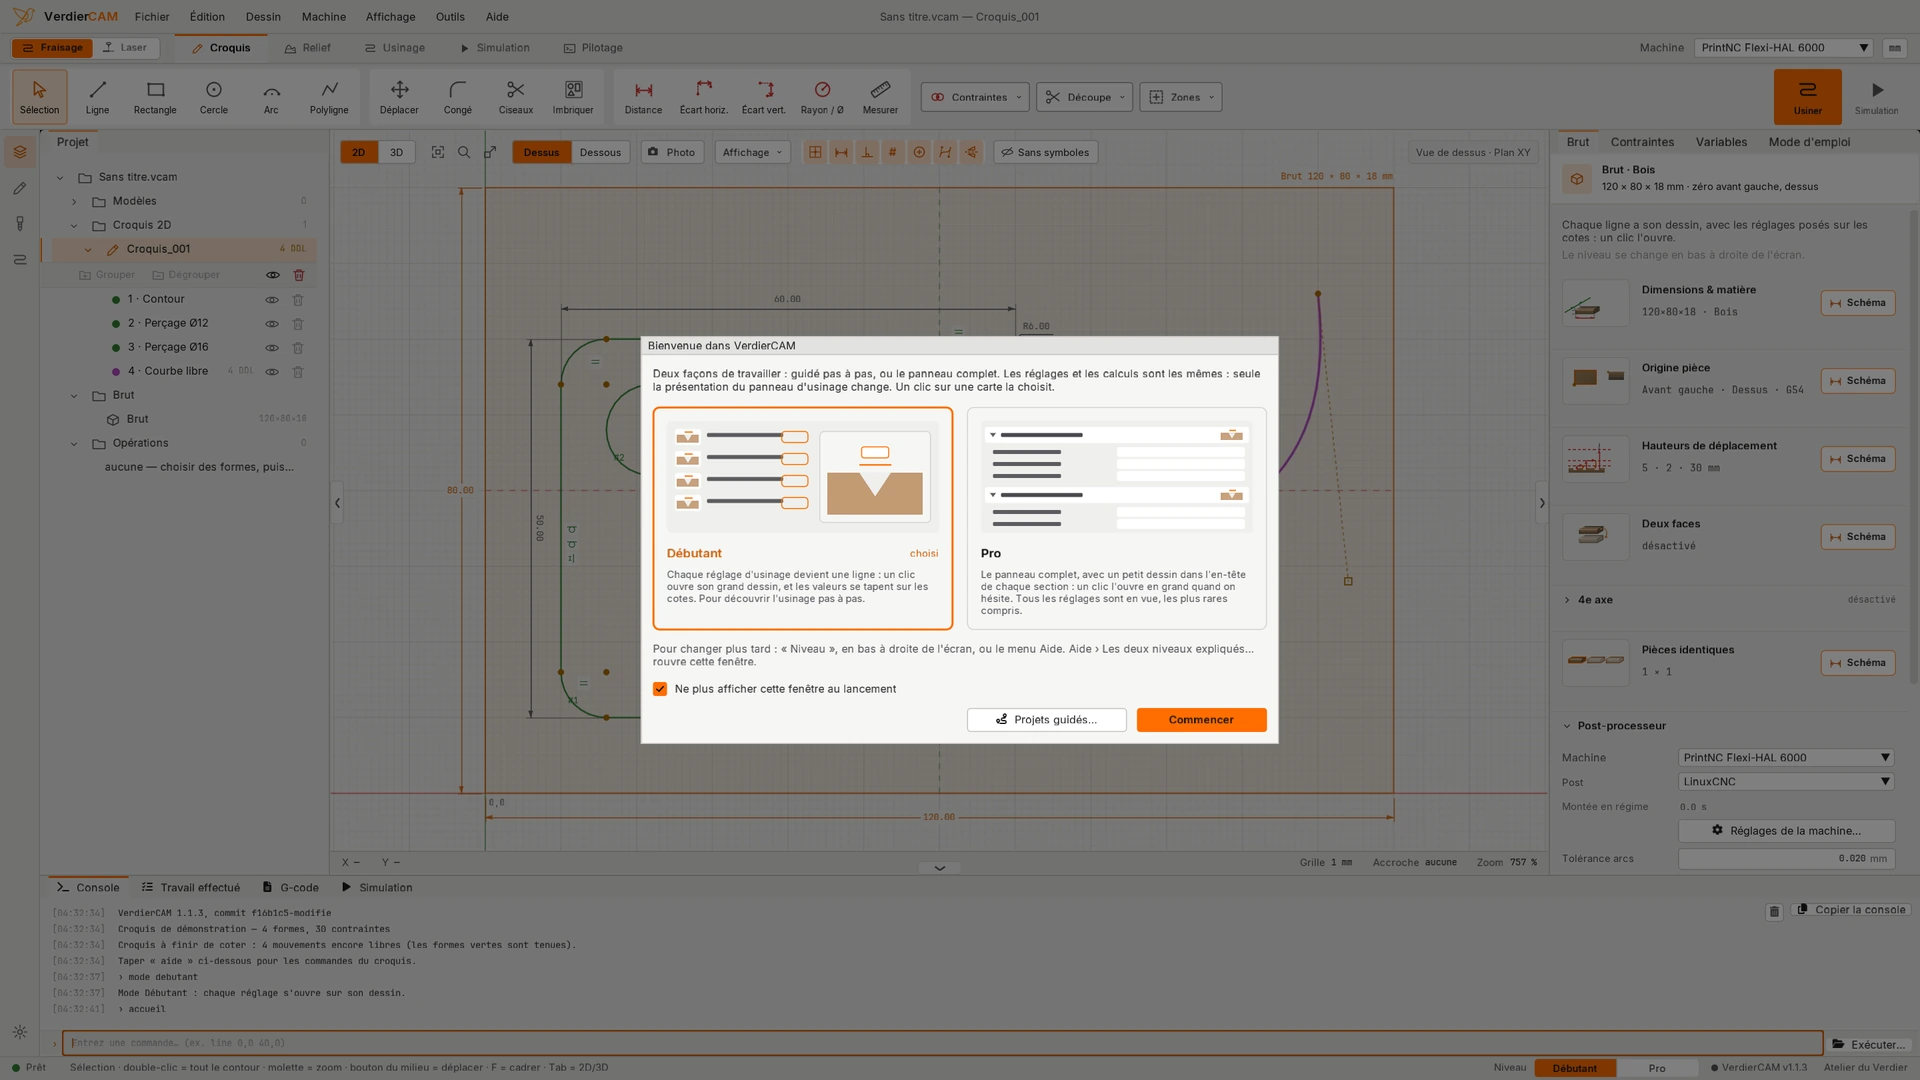 VerdierCAM Fichier Édition Dessin Machine Affichage Outils Aide
Sans titre.vcam — Croquis_001
Fraisage Laser Croquis Relief Usinage Simulation Pilotage
Machine PrintNC Flexi-HAL 6000 mm
Sélection Ligne Rectangle Cercle Arc Polyligne Déplacer Congé Ciseaux Imbriquer Distance Écart horiz. Écart vert. Rayon / Ø Mesurer
Contraintes Découpe Zones
Usiner Simulation
Projet
Sans titre.vcam
Modèles 0
Croquis 2D 1
Croquis_001 4 DDL
Grouper Dégrouper
1 · Contour
2 · Perçage Ø12
3 · Perçage Ø16
4 · Courbe libre 4 DDL
Brut
Brut 120×80×18
Opérations 0
aucune — choisir des formes, puis...
2D 3D Dessus Dessous Photo Affichage # Sans symboles Vue de dessus · Plan XY
Brut 120 × 80 × 18 mm
60.00
R6.00
80.00
50.00
#2
#1
0,0
120.00
Bienvenue dans VerdierCAM
Deux façons de travailler : guidé pas à pas, ou le panneau complet. Les réglages et les calculs sont les mêmes : seule
la présentation du panneau d'usinage change. Un clic sur une carte la choisit.
Débutant choisi
Chaque réglage d'usinage devient une ligne : un clic
ouvre son grand dessin, et les valeurs se tapent sur les
cotes. Pour découvrir l'usinage pas à pas.
Pro
Le panneau complet, avec un petit dessin dans l'en-tête
de chaque section : un clic l'ouvre en grand quand on
hésite. Tous les réglages sont en vue, les plus rares
compris.
Pour changer plus tard : « Niveau », en bas à droite de l'écran, ou le menu Aide. Aide › Les deux niveaux expliqués...
rouvre cette fenêtre.
Ne plus afficher cette fenêtre au lancement
Projets guidés... Commencer
Brut Contraintes Variables Mode d'emploi
Brut · Bois
120 × 80 × 18 mm · zéro avant gauche, dessus
Chaque ligne a son dessin, avec les réglages posés sur les
cotes : un clic l'ouvre.
Le niveau se change en bas à droite de l'écran.
Dimensions & matière
120×80×18 · Bois
Schéma
Origine pièce
Avant gauche · Dessus · G54
Schéma
Hauteurs de déplacement
5 · 2 · 30 mm
Schéma
Deux faces
désactivé
Schéma
4e axe désactivé
Pièces identiques
1 × 1
Schéma
Post-processeur
Machine PrintNC Flexi-HAL 6000
Post LinuxCNC
Montée en régime 0.0 s
Réglages de la machine...
Tolérance arcs 0.020 mm
X — Y —
Grille 1 mm Accroche aucune Zoom 757 %
Console Travail effectué G-code Simulation
Copier la console
[04:32:34] VerdierCAM 1.1.3, commit f16b1c5-modifie
[04:32:34] Croquis de démonstration — 4 formes, 30 contraintes
[04:32:34] Croquis à finir de coter : 4 mouvements encore libres (les formes vertes sont tenues).
[04:32:34] Taper « aide » ci-dessous pour les commandes du croquis.
[04:32:37] › mode debutant
[04:32:37] Mode Débutant : chaque réglage s'ouvre sur son dessin.
[04:32:41] › accueil
› Entrez une commande… (ex. line 0,0 40,0)
Exécuter...
Prêt Sélection · double-clic = tout le contour · molette = zoom · bouton du milieu = déplacer · F = cadrer · Tab = 2D/3D
Niveau Débutant Pro VerdierCAM v1.1.3 Atelier du Verdier